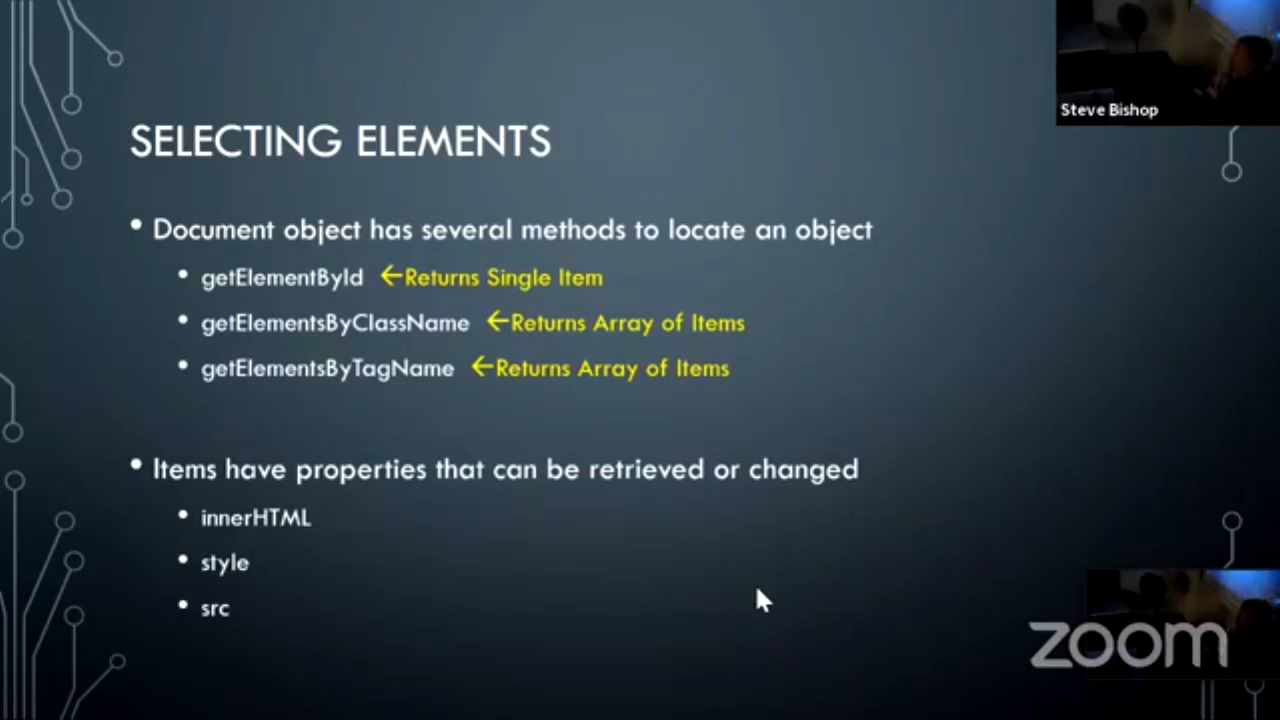 Steve Bishop
SELECTING ELEMENTS
• Document object has several methods to locate an object
• getElementById ←Returns Single Item
• getElementsByClassName ←Returns Array of Items
• getElementsByTagName ←Returns Array of Items
• Items have properties that can be retrieved or changed
• innerHTML
• style
• src
zoom